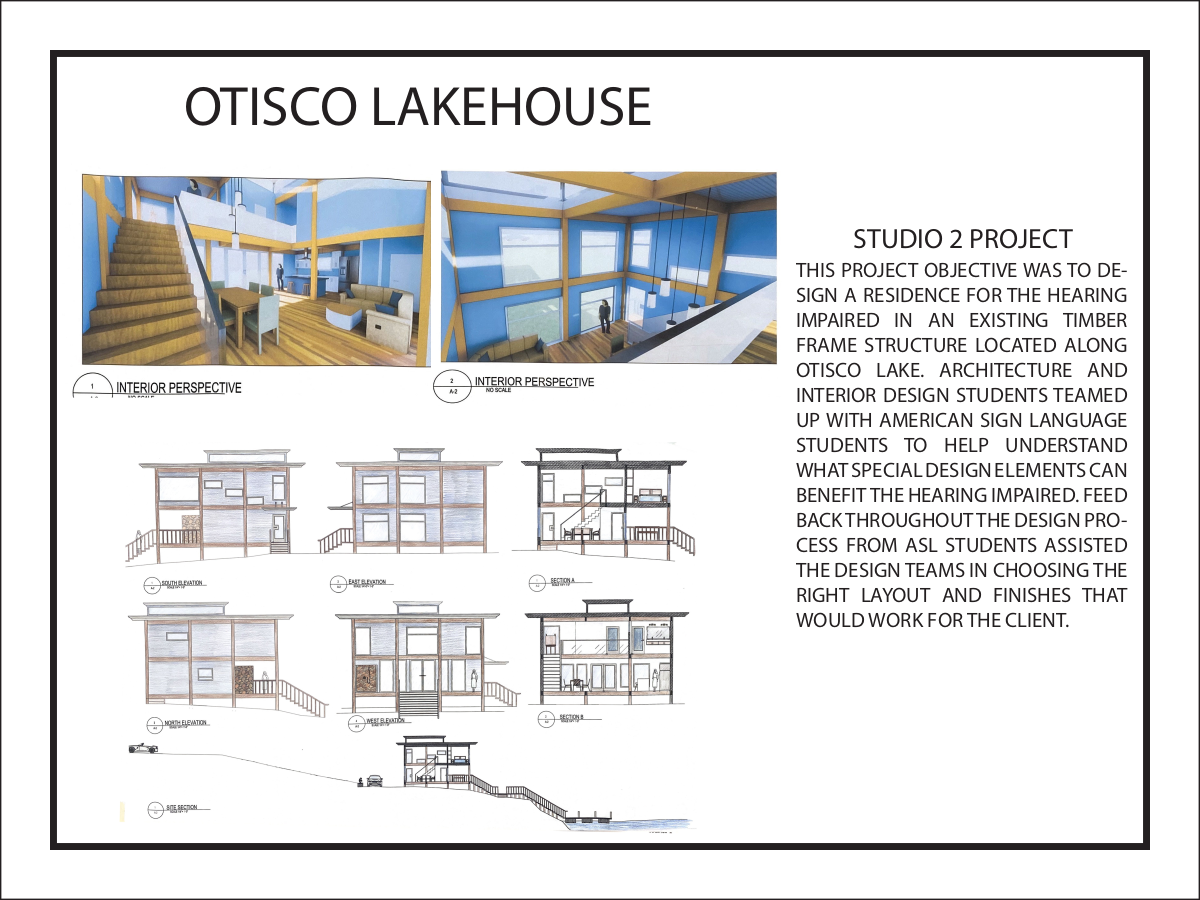 OTISCO LAKEHOUSE
1
INTERIOR PERSPECTIVE
2
A-2
INTERIOR PERSPECTIVE
NO SCALE
STUDIO 2 PROJECT
THIS PROJECT OBJECTIVE WAS TO DE-
SIGN A RESIDENCE FOR THE HEARING
IMPAIRED IN AN EXISTING TIMBER
FRAME STRUCTURE LOCATED ALONG
OTISCO LAKE. ARCHITECTURE AND
INTERIOR DESIGN STUDENTS TEAMED
UP WITH AMERICAN SIGN LANGUAGE
STUDENTS TO HELP UNDERSTAND
WHAT SPECIAL DESIGN ELEMENTS CAN
BENEFIT THE HEARING IMPAIRED. FEED
BACK THROUGHOUT THE DESIGN PRO-
CESS FROM ASL STUDENTS ASSISTED
THE DESIGN TEAMS IN CHOOSING THE
RIGHT LAYOUT AND FINISHES THAT
WOULD WORK FOR THE CLIENT.
SOUTH ELEVATION
EAST ELEVATION
SECTION A
NORTH ELEVATION
WEST ELEVATION
SECTION B
SITE SECTION